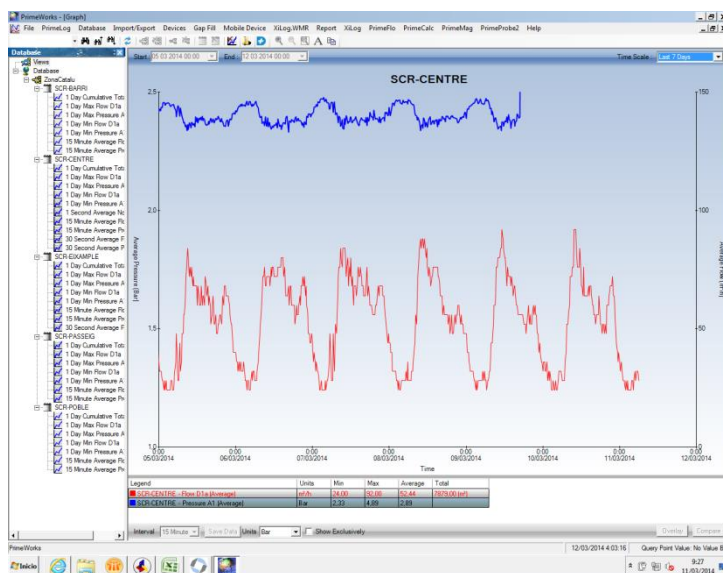 PrimeWorks - [Graph]
File PrimeLog Database Import/Export Devices Gap Fill Mobile Device XiLog.WMR Report XiLog PrimeFlo PrimeCalc PrimeMag PrimeProbe2 Help
Database
Start: 05 03 2014 00:00 End: 12 03 2014 00:00 Time Scale: Last 7 Days
Views
Database
ZonaCatalu
SCR-BARRI
1 Day Cumulative Tot
1 Day Max Flow D1a
1 Day Max Pressure A
1 Day Min Flow D1a
1 Day Min Pressure A
15 Minute Average Flo
15 Minute Average Pre
SCR-CENTRE
1 Day Cumulative Tot
1 Day Max Flow D1a
1 Day Max Pressure A
1 Day Min Flow D1a
1 Day Min Pressure A
1 Second Average No
15 Minute Average Flo
15 Minute Average Pre
30 Second Average F
30 Second Average P
SCR-EIXAMPLE
1 Day Cumulative Tot
1 Day Max Flow D1a
1 Day Max Pressure A
1 Day Min Flow D1a
1 Day Min Pressure A
15 Minute Average Flo
15 Minute Average Pre
30 Second Average F
SCR-PASSEIG
1 Day Cumulative Tot
1 Day Max Flow D1a
1 Day Max Pressure A
1 Day Min Flow D1a
1 Day Min Pressure A
15 Minute Average Flo
15 Minute Average Pre
SCR-POBLE
1 Day Cumulative Tot
1 Day Max Flow D1a
1 Day Max Pressure A
1 Day Min Flow D1a
1 Day Min Pressure A
15 Minute Average Flo
15 Minute Average Pre
SCR-CENTRE
2,5
2,0
1,5
1,0
Average Pressure (Bar)
150
100
50
0
0:00 0:00 0:00 0:00 0:00 0:00 0:00 0:00
05/03/2014 06/03/2014 07/03/2014 08/03/2014 09/03/2014 10/03/2014 11/03/2014 12/03/2014
Time
Legend Units Min Max Average Total
SCR-CENTRE - Flow D1a (Average) m³/h 24,00 92,00 52,44 7879,00 (m³)
SCR-CENTRE - Pressure A1 (Average) Bar 2,33 4,89 2,89
Interval 15 Minute Save Data Units Bar Show Exclusively Overlay Compare
PrimeWorks 12/03/2014 4:03:16 Query Point Value: No Value
Inicio
9:27
11/03/2014